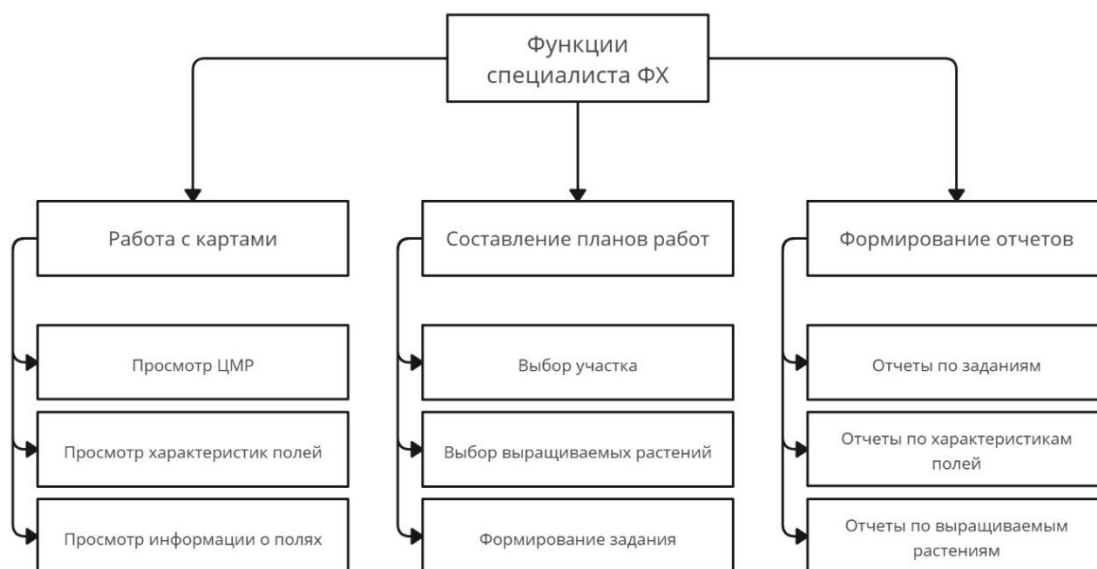 Функции
специалиста ФХ
Работа с картами
Составление планов работ
Формирование отчетов
Просмотр ЦМР
Выбор участка
Отчеты по заданиям
Просмотр характеристик полей
Выбор выращиваемых растений
Отчеты по характеристикам
полей
Просмотр информации о полях
Формирование задания
Отчеты по выращиваемым
растениям